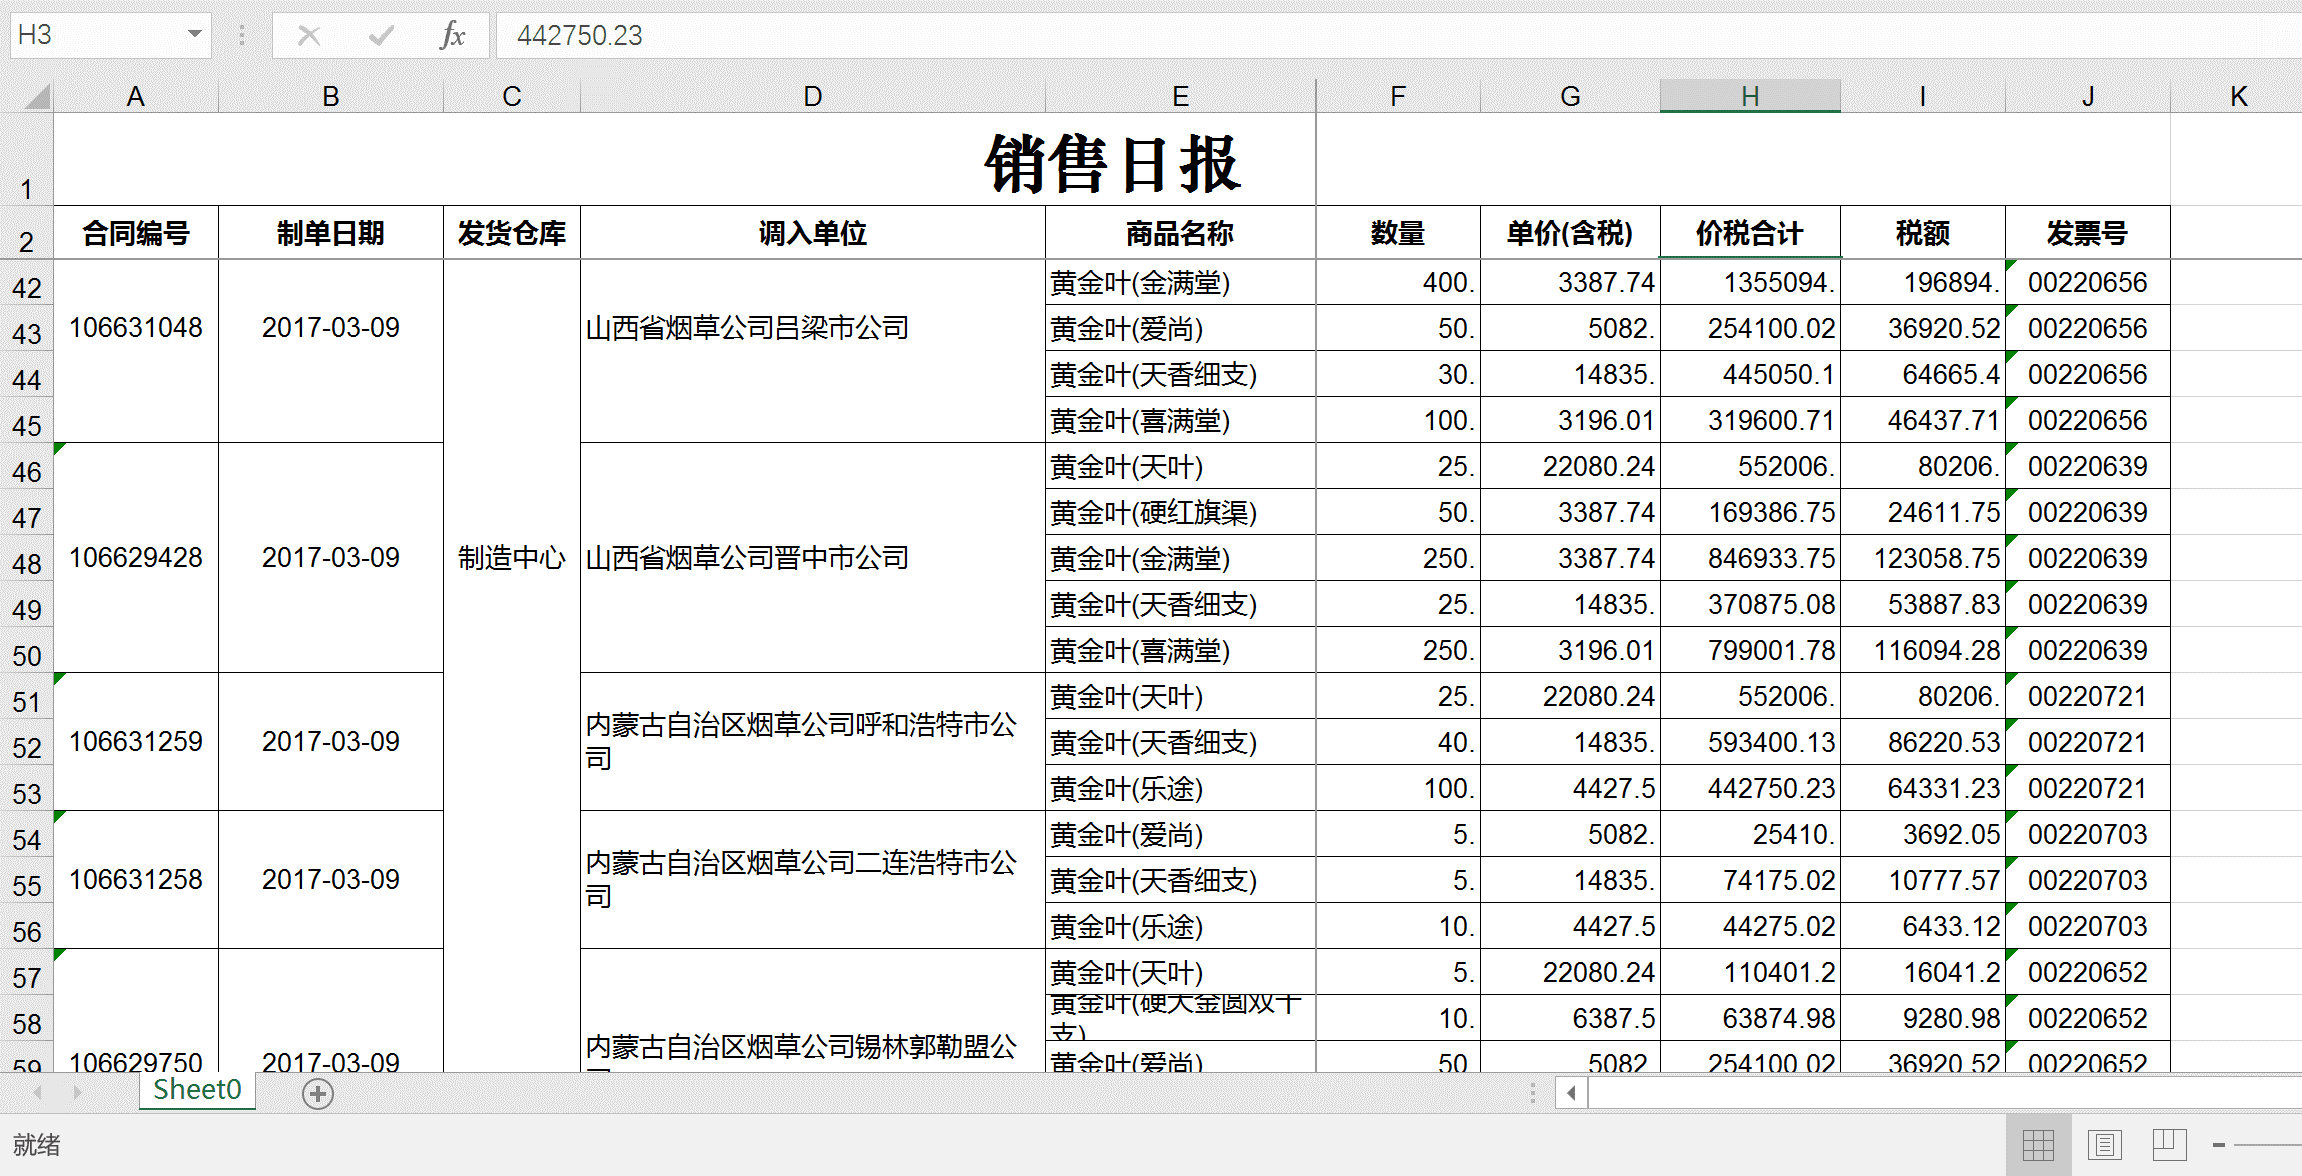 H3 fx 442750.23
A B C D E F G H I J K
1 销售日报
2 合同编号 制单日期 发货仓库 调入单位 商品名称 数量 单价(含税) 价税合计 税额 发票号
42 黄金叶(金满堂) 400. 3387.74 1355094. 196894. 00220656
43 106631048 2017-03-09 山西省烟草公司吕梁市公司 黄金叶(爱尚) 50. 5082. 254100.02 36920.52 00220656
44 黄金叶(天香细支) 30. 14835. 445050.1 64665.4 00220656
45 黄金叶(喜满堂) 100. 3196.01 319600.71 46437.71 00220656
46 黄金叶(天叶) 25. 22080.24 552006. 80206. 00220639
47 黄金叶(硬红旗渠) 50. 3387.74 169386.75 24611.75 00220639
48 106629428 2017-03-09 制造中心 山西省烟草公司晋中市公司 黄金叶(金满堂) 250. 3387.74 846933.75 123058.75 00220639
49 黄金叶(天香细支) 25. 14835. 370875.08 53887.83 00220639
50 黄金叶(喜满堂) 250. 3196.01 799001.78 116094.28 00220639
51 黄金叶(天叶) 25. 22080.24 552006. 80206. 00220721
52 106631259 2017-03-09 内蒙古自治区烟草公司呼和浩特市公
司 黄金叶(天香细支) 40. 14835. 593400.13 86220.53 00220721
53 黄金叶(乐途) 100. 4427.5 442750.23 64331.23 00220721
54 黄金叶(爱尚) 5. 5082. 25410. 3692.05 00220703
55 106631258 2017-03-09 内蒙古自治区烟草公司二连浩特市公
司 黄金叶(天香细支) 5. 14835. 74175.02 10777.57 00220703
56 黄金叶(乐途) 10. 4427.5 44275.02 6433.12 00220703
57 黄金叶(天叶) 5. 22080.24 110401.2 16041.2 00220652
58 黄金叶(硬大金圆双十
支) 10. 6387.5 63874.98 9280.98 00220652
59 106629750 2017-03-09 内蒙古自治区烟草公司锡林郭勒盟公 黄金叶(爱尚) 50 5082 254100.02 36920.52 00220652
Sheet0
就绪